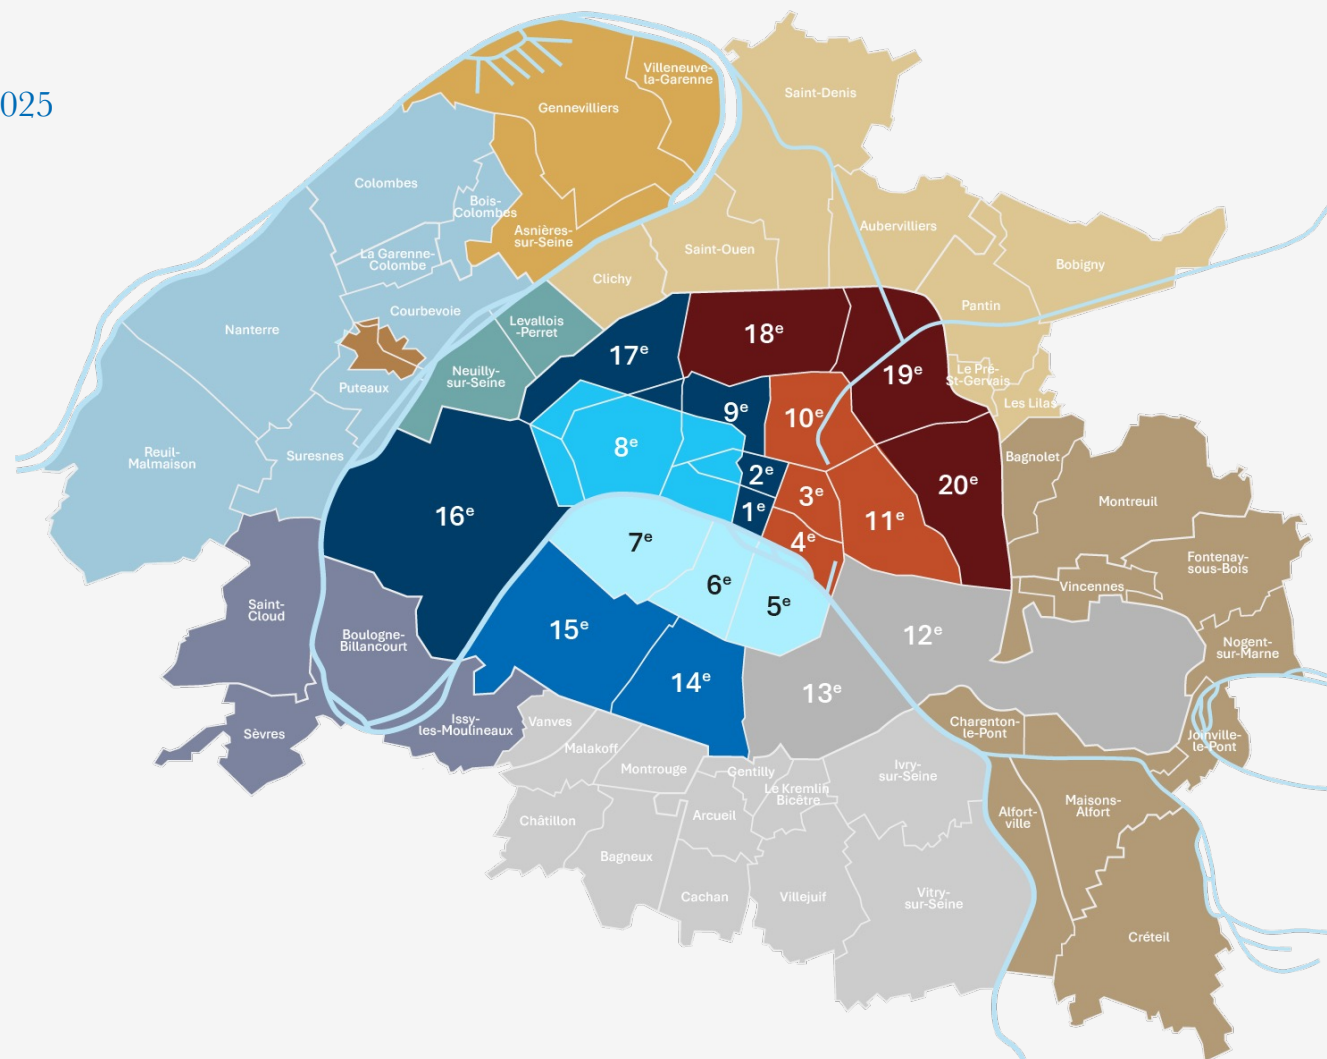 025
Villeneuve-
la-Garenne
Saint-Denis
Gennevilliers
Colombes
Bois-
Colombes
Asnières-
sur-Seine
Saint-Ouen
Aubervilliers
Bobigny
La Garenne-
Colombe
Clichy
Pantin
Courbevoie
Nanterre
Levallois
-Perret
17e
18e
19e
Neuilly-
sur-Seine
Puteaux
Le Pré-
St-Gervais
Les Lilas
9e
10e
8e
Reuil-
Malmaison
Suresnes
Bagnolet
2e
3e
20e
Montreuil
16e
1e
11e
7e
4e
Fontenay-
sous-Bois
6e
5e
Vincennes
Saint-
Cloud
Boulogne-
Billancourt
15e
12e
Nogent-
sur-Marne
14e
13e
Sèvres
Issy-
les-Moulineaux
Vanves
Charenton-
le-Pont
Joinville-
le-Pont
Malakoff
Montrouge
Gentilly
Le Kremlin
Bicêtre
Ivry-
sur-Seine
Châtillon
Arcueil
Alfort-
ville
Maisons-
Alfort
Bagneux
Cachan
Villejuif
Vitry-
sur-Seine
Créteil